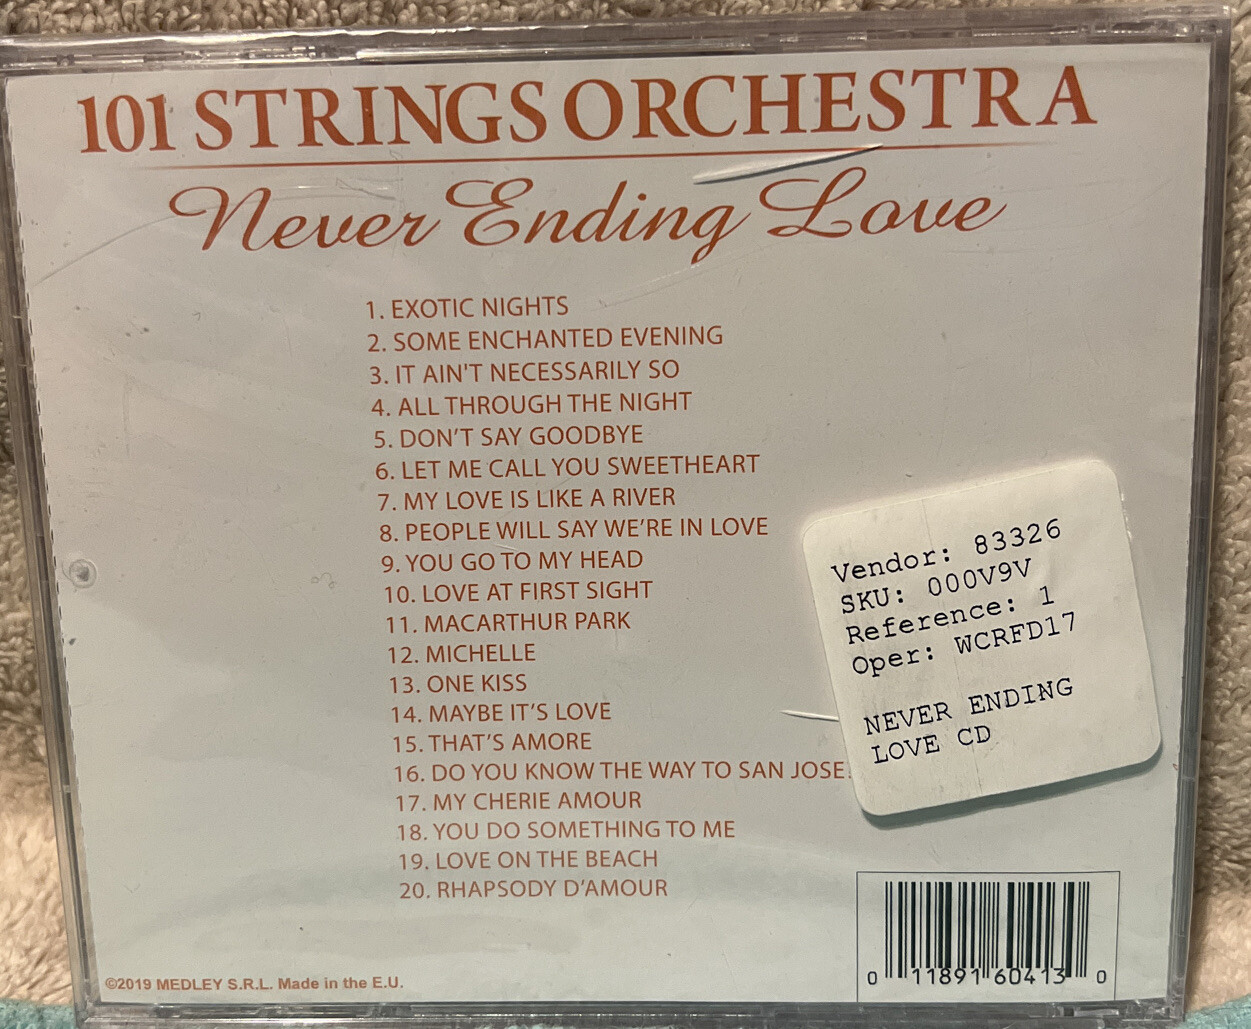 101 STRINGS ORCHESTRA
Never Ending Love
1. EXOTIC NIGHTS
2. SOME ENCHANTED EVENING
3. IT AIN'T NECESSARILY SO
4. ALL THROUGH THE NIGHT
5. DON'T SAY GOODBYE
6. LET ME CALL YOU SWEETHEART
7. MY LOVE IS LIKE A RIVER
8. PEOPLE WILL SAY WE'RE IN LOVE
9. YOU GO TO MY HEAD
10. LOVE AT FIRST SIGHT
11. MACARTHUR PARK
12. MICHELLE
13. ONE KISS
14. MAYBE IT'S LOVE
15. THAT'S AMORE
16. DO YOU KNOW THE WAY TO SAN JOSE
17. MY CHERIE AMOUR
18. YOU DO SOMETHING TO ME
19. LOVE ON THE BEACH
20. RHAPSODY D'AMOUR
Vendor: 83326
SKU: 000V9V
Reference: 1
Oper: WCRFD17
NEVER ENDING
LOVE CD
©2019 MEDLEY S.R.L. Made in the E.U.
0 11891 60413 0